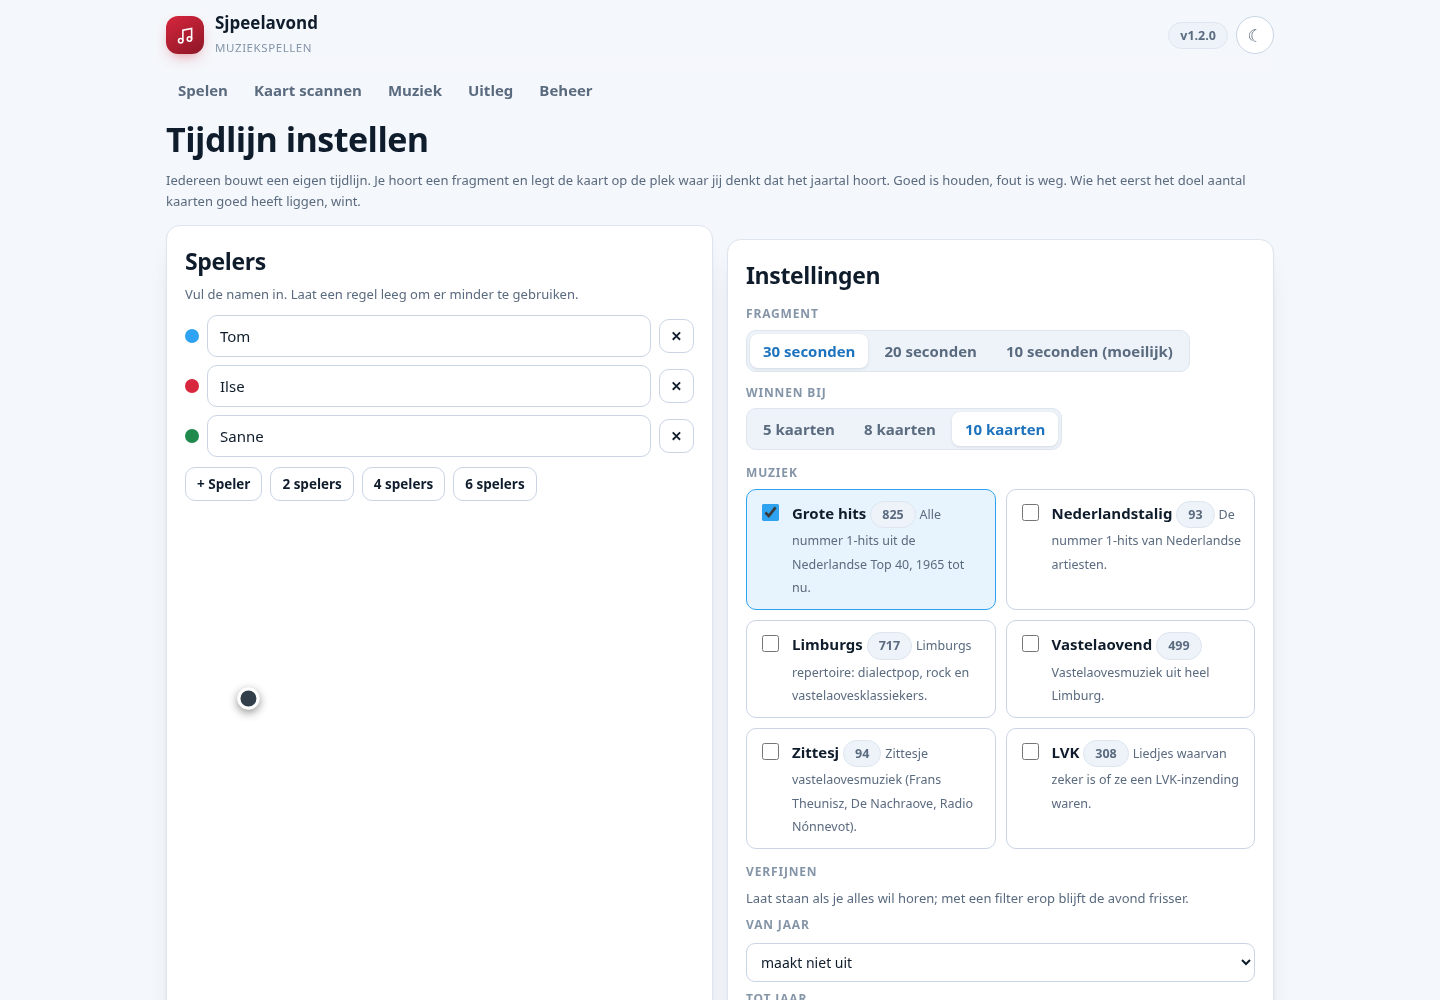 Sjpeelavond
MUZIEKSPELLEN
v1.2.0
Spelen Kaart scannen Muziek Uitleg Beheer
Tijdlijn instellen
Iedereen bouwt een eigen tijdlijn. Je hoort een fragment en legt de kaart op de plek waar jij denkt dat het jaartal hoort. Goed is houden, fout is weg. Wie het eerst het doel aantal
kaarten goed heeft liggen, wint.
Spelers
Vul de namen in. Laat een regel leeg om er minder te gebruiken.
Tom ×
Ilse ×
Sanne ×
+ Speler 2 spelers 4 spelers 6 spelers
Instellingen
FRAGMENT
30 seconden 20 seconden 10 seconden (moeilijk)
WINNEN BIJ
5 kaarten 8 kaarten 10 kaarten
MUZIEK
Grote hits 825 Alle
nummer 1-hits uit de
Nederlandse Top 40, 1965 tot
nu.
Nederlandstalig 93 De
nummer 1-hits van Nederlandse
artiesten.
Limburgs 717 Limburgs
repertoire: dialectpop, rock en
vastelaovesklassiekers.
Vastelaovend 499
Vastelaovesmuziek uit heel
Limburg.
Zittesj 94 Zittesje
vastelaovesmuziek (Frans
Theunisz, De Nachraove, Radio
Nónnevot).
LVK 308 Liedjes waarvan
zeker is of ze een LVK-inzending
waren.
VERFIJNEN
Laat staan als je alles wil horen; met een filter erop blijft de avond frisser.
VAN JAAR
maakt niet uit
TOT JAAR